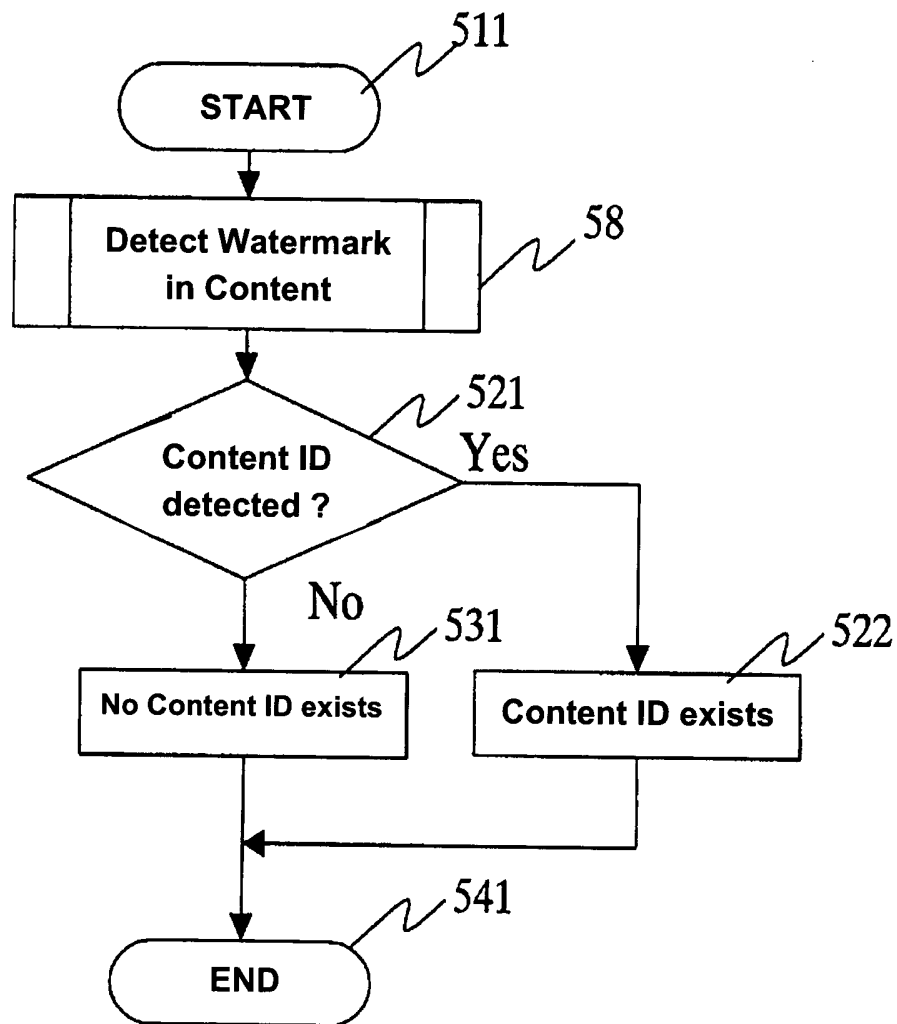 511
START
Detect Watermark
in Content
58
521
Content ID
detected ?
Yes
No
531
522
No Content ID exists
Content ID exists
541
END